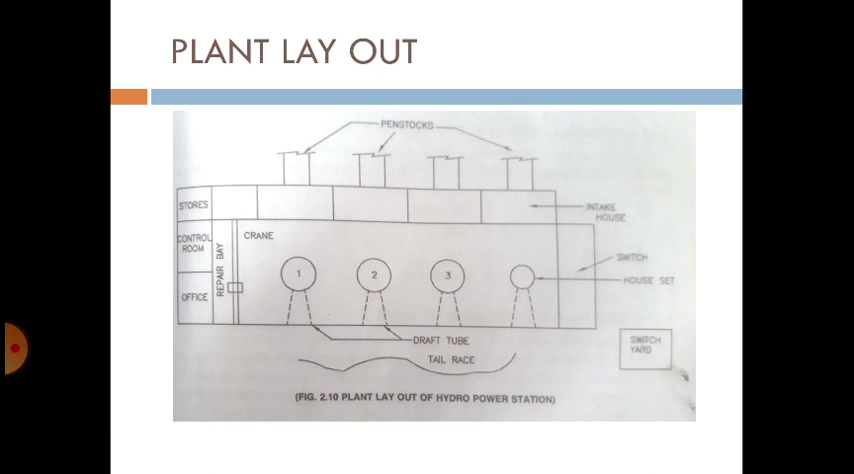 PLANT LAY OUT
PENSTOCKS
STORES
INTAKE
HOUSE
CONTROL
ROOM
REPAIR BAY
CRANE
SWITCH
1
2
3
HOUSE SET
OFFICE
DRAFT TUBE
SWITCH
YARD
TAIL RACE
(FIG. 2.10 PLANT LAY OUT OF HYDRO POWER STATION)